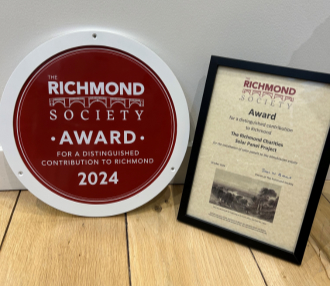 THE
RICHMOND
SOCIETY
· AWARD ·
FOR A DISTINGUISHED
CONTRIBUTION TO RICHMOND
2024
THE
RICHMOND
SOCIETY
Award
for a distinguished contribution
to Richmond
The Richmond Charities
Solar Panel Project